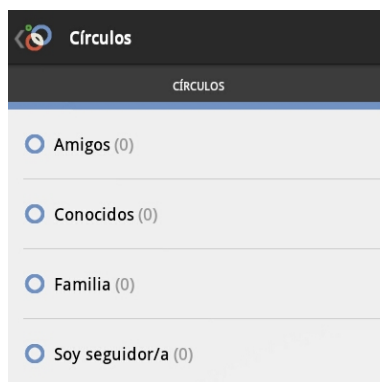 Círculos
CÍRCULOS
Amigos (0)
Conocidos (0)
Familia (0)
Soy seguidor/a (0)